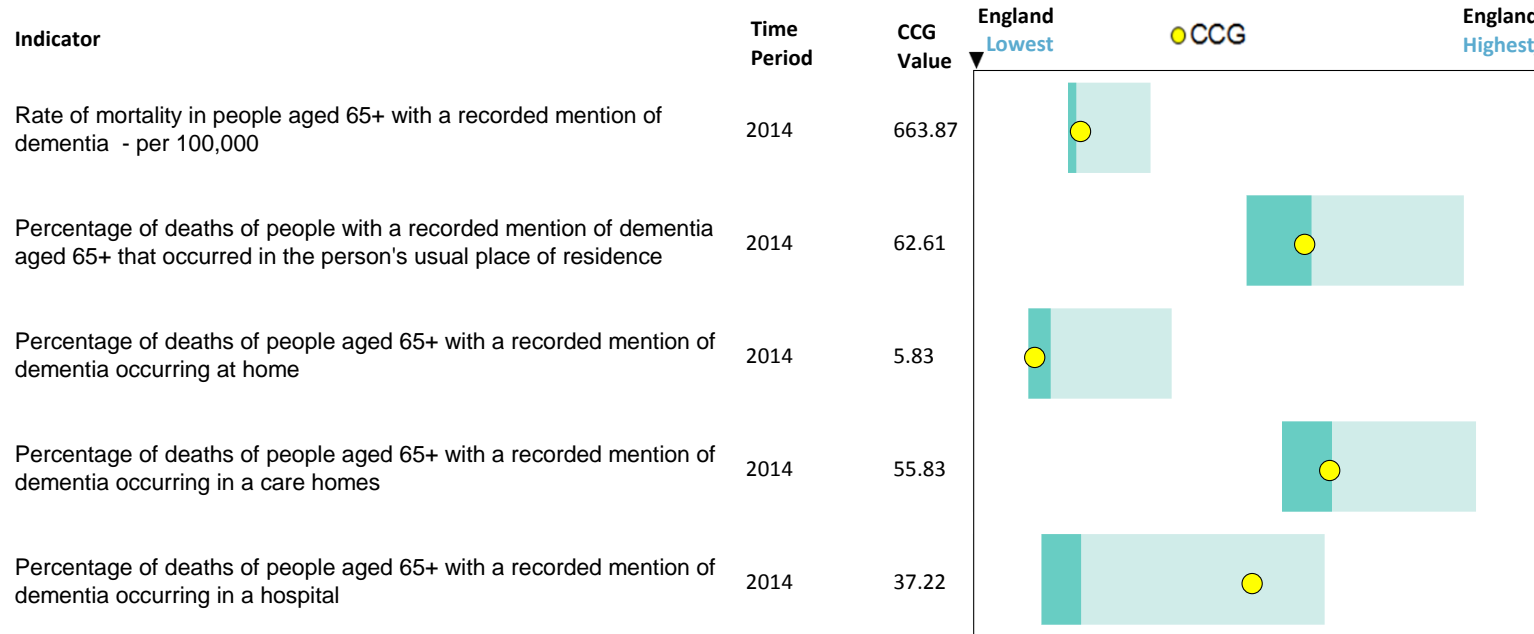 Indicator
Time
Period
CCG
Value
England
Lowest
CCG
England
Highest
Rate of mortality in people aged 65+ with a recorded mention of
dementia - per 100,000
2014
663.87
Percentage of deaths of people with a recorded mention of dementia
aged 65+ that occurred in the person's usual place of residence
2014
62.61
Percentage of deaths of people aged 65+ with a recorded mention of
dementia occurring at home
2014
5.83
Percentage of deaths of people aged 65+ with a recorded mention of
dementia occurring in a care homes
2014
55.83
Percentage of deaths of people aged 65+ with a recorded mention of
dementia occurring in a hospital
2014
37.22